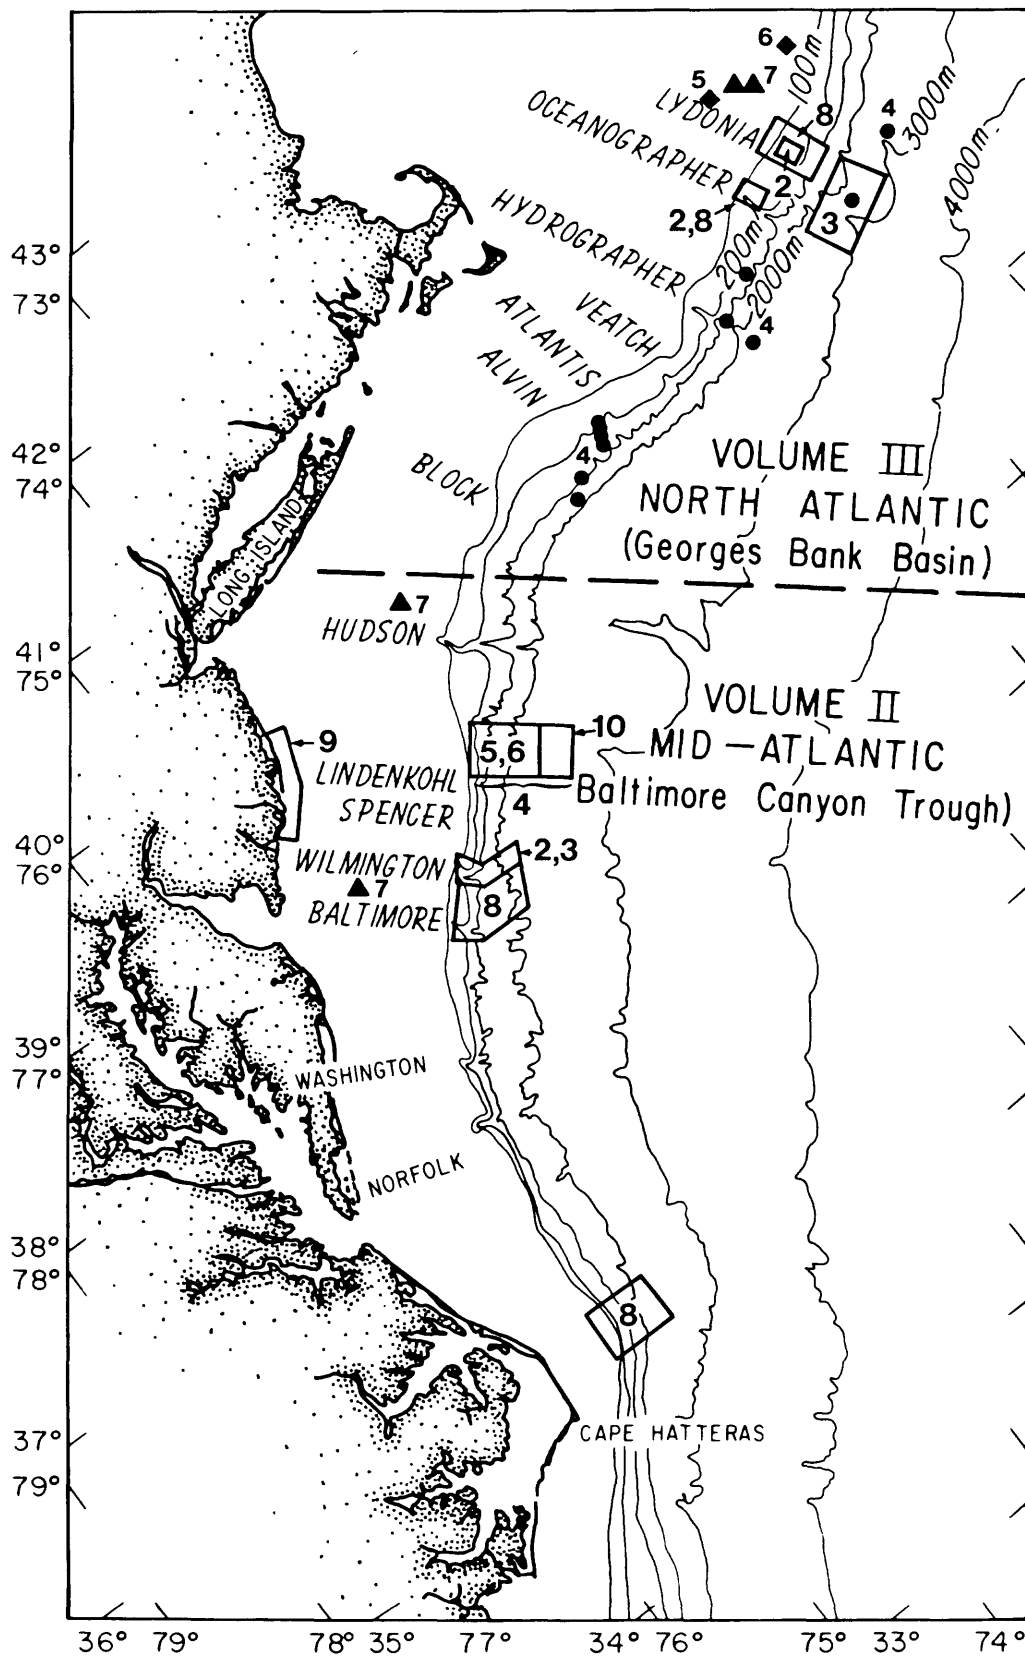 6
100m
5
7
LYDONIA
8
4
3000m
OCEANOGRAPHER
2
4000m
2,8
3
HYDROGRAPHER
200m
2000m
43°
73°
VEATCH
4
ATLANTIS
ALVIN
42°
74°
BLOCK
4
VOLUME III
NORTH ATLANTIC
(Georges Bank Basin)
LONG ISLAND
7
HUDSON
41°
75°
VOLUME II
MID-ATLANTIC
Baltimore Canyon Trough)
10
5,6
9
LINDENKOHL
SPENCER
4
40°
76°
WILMINGTON
2,3
7
BALTIMORE
8
39°
77°
WASHINGTON
NORFOLK
38°
78°
8
CAPE HATTERAS
37°
79°
36° 79° 78° 35° 77° 34° 76° 75° 33° 74°